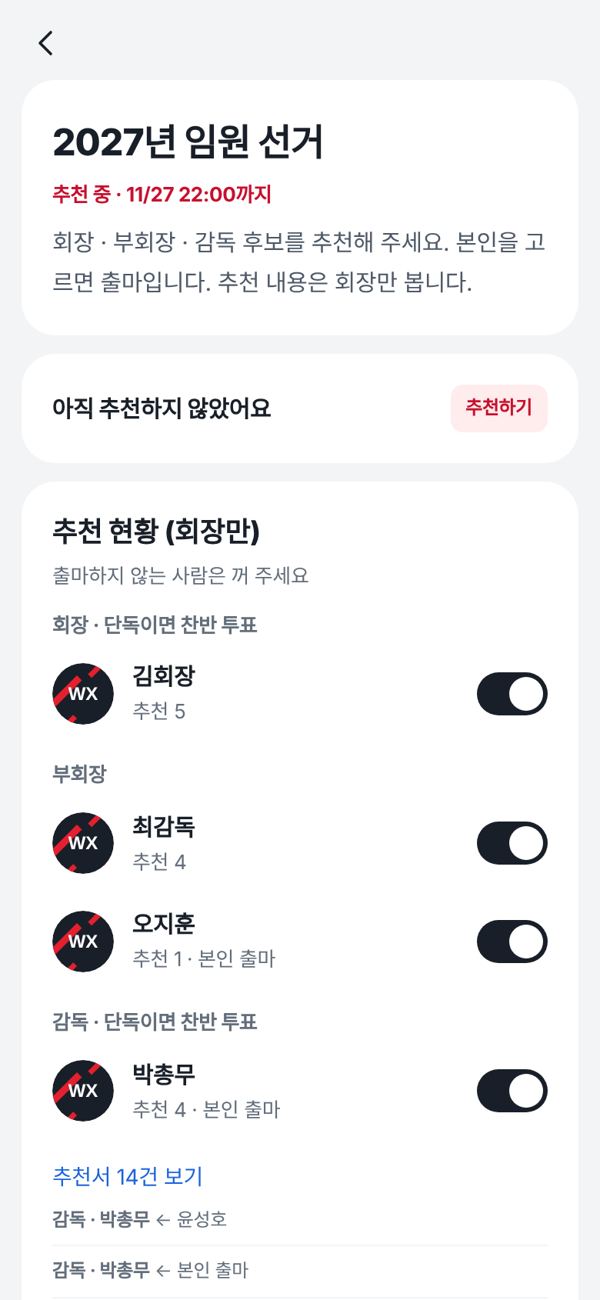 2027년 임원 선거
추천 중 · 11/27 22:00까지
회장 · 부회장 · 감독 후보를 추천해 주세요. 본인을 고
르면 출마입니다. 추천 내용은 회장만 봅니다.
아직 추천하지 않았어요
추천하기
추천 현황 (회장만)
출마하지 않는 사람은 꺼 주세요
회장 · 단독이면 찬반 투표
WX
김회장
추천 5
부회장
WX
최감독
추천 4
WX
오지훈
추천 1 · 본인 출마
감독 · 단독이면 찬반 투표
WX
박총무
추천 4 · 본인 출마
추천서 14건 보기
감독 · 박총무 ← 윤성호
감독 · 박총무 ← 본인 출마